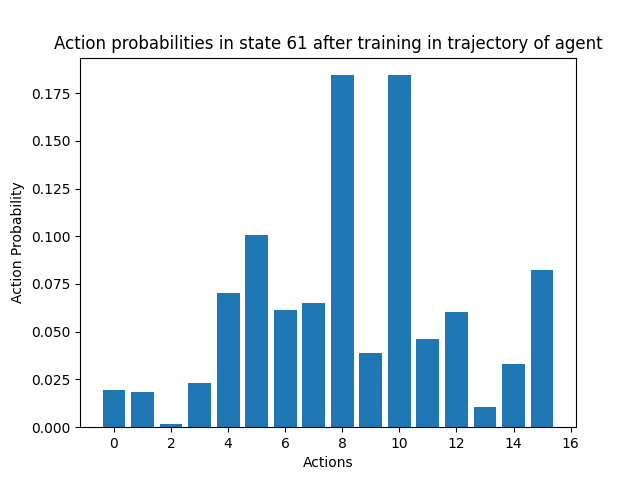 Action probabilities in state 61 after training in trajectory of agent
0.175
0.150
0.125
0.100
0.075
0.050
0.025
0.000
Action Probability
0 2 4 6 8 10 12 14 16
Actions